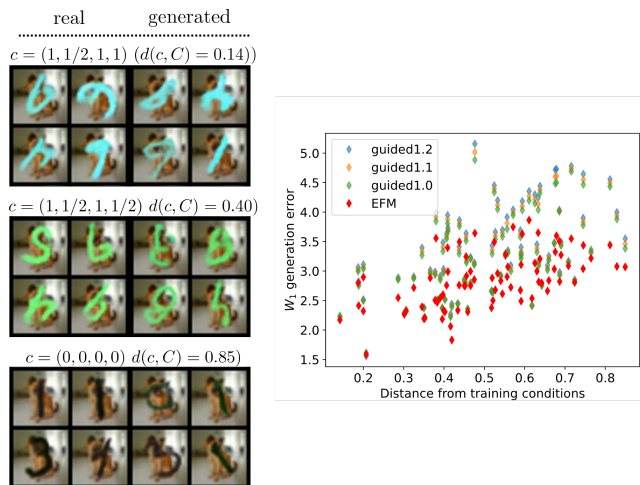 real generated
c = (1, 1/2, 1, 1) (d(c, C) = 0.14))
c = (1, 1/2, 1, 1/2) d(c, C) = 0.40)
c = (0, 0, 0, 0) d(c, C) = 0.85)
guided1.2
guided1.1
guided1.0
EFM
W₁ generation error
5.0
4.5
4.0
3.5
3.0
2.5
2.0
1.5
0.2 0.3 0.4 0.5 0.6 0.7 0.8
Distance from training conditions